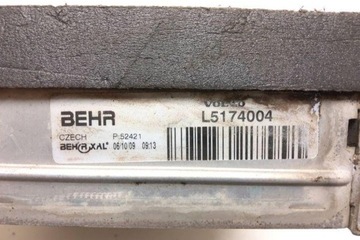 BEHR
VOLVO
L5174004
CZECH P:52421
BEHR XAL® 06/10/09 09:13